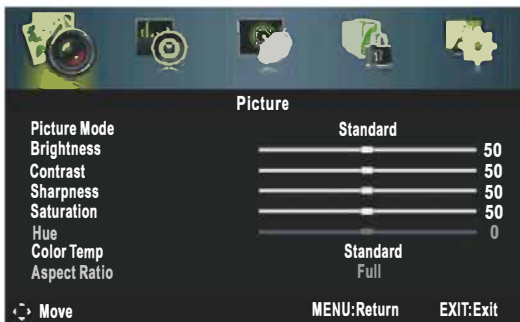 Picture
Picture Mode Standard
Brightness 50
Contrast 50
Sharpness 50
Saturation 50
Hue 0
Color Temp Standard
Aspect Ratio Full
Move MENU:Return EXIT:Exit